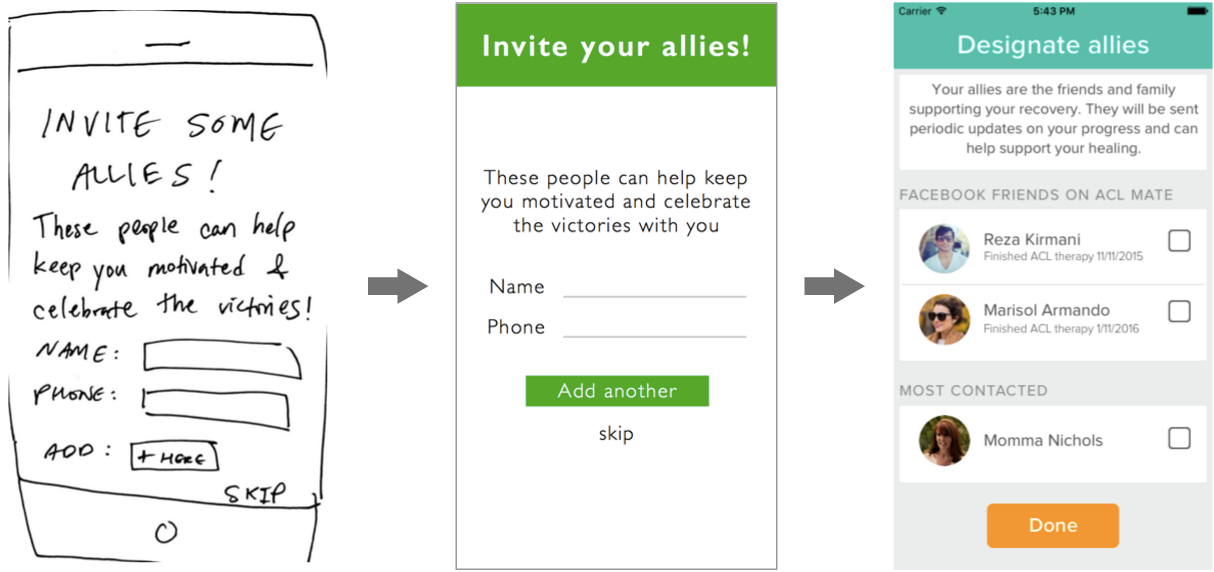 INVITE SOME
ALLIES!
These people can help
keep you motivated &
celebrate the victories!
NAME:
PHONE:
ADD: + HERE
SKIP
Invite your allies!
These people can help keep
you motivated and celebrate
the victories with you
Name
Phone
Add another
skip
Carrier 5:43 PM
Designate allies
Your allies are the friends and family
supporting your recovery. They will be sent
periodic updates on your progress and can
help support your healing.
FACEBOOK FRIENDS ON ACL MATE
Reza Kirmani
Finished ACL therapy 11/11/2015
Marisol Armando
Finished ACL therapy 1/11/2016
MOST CONTACTED
Momma Nichols
Done